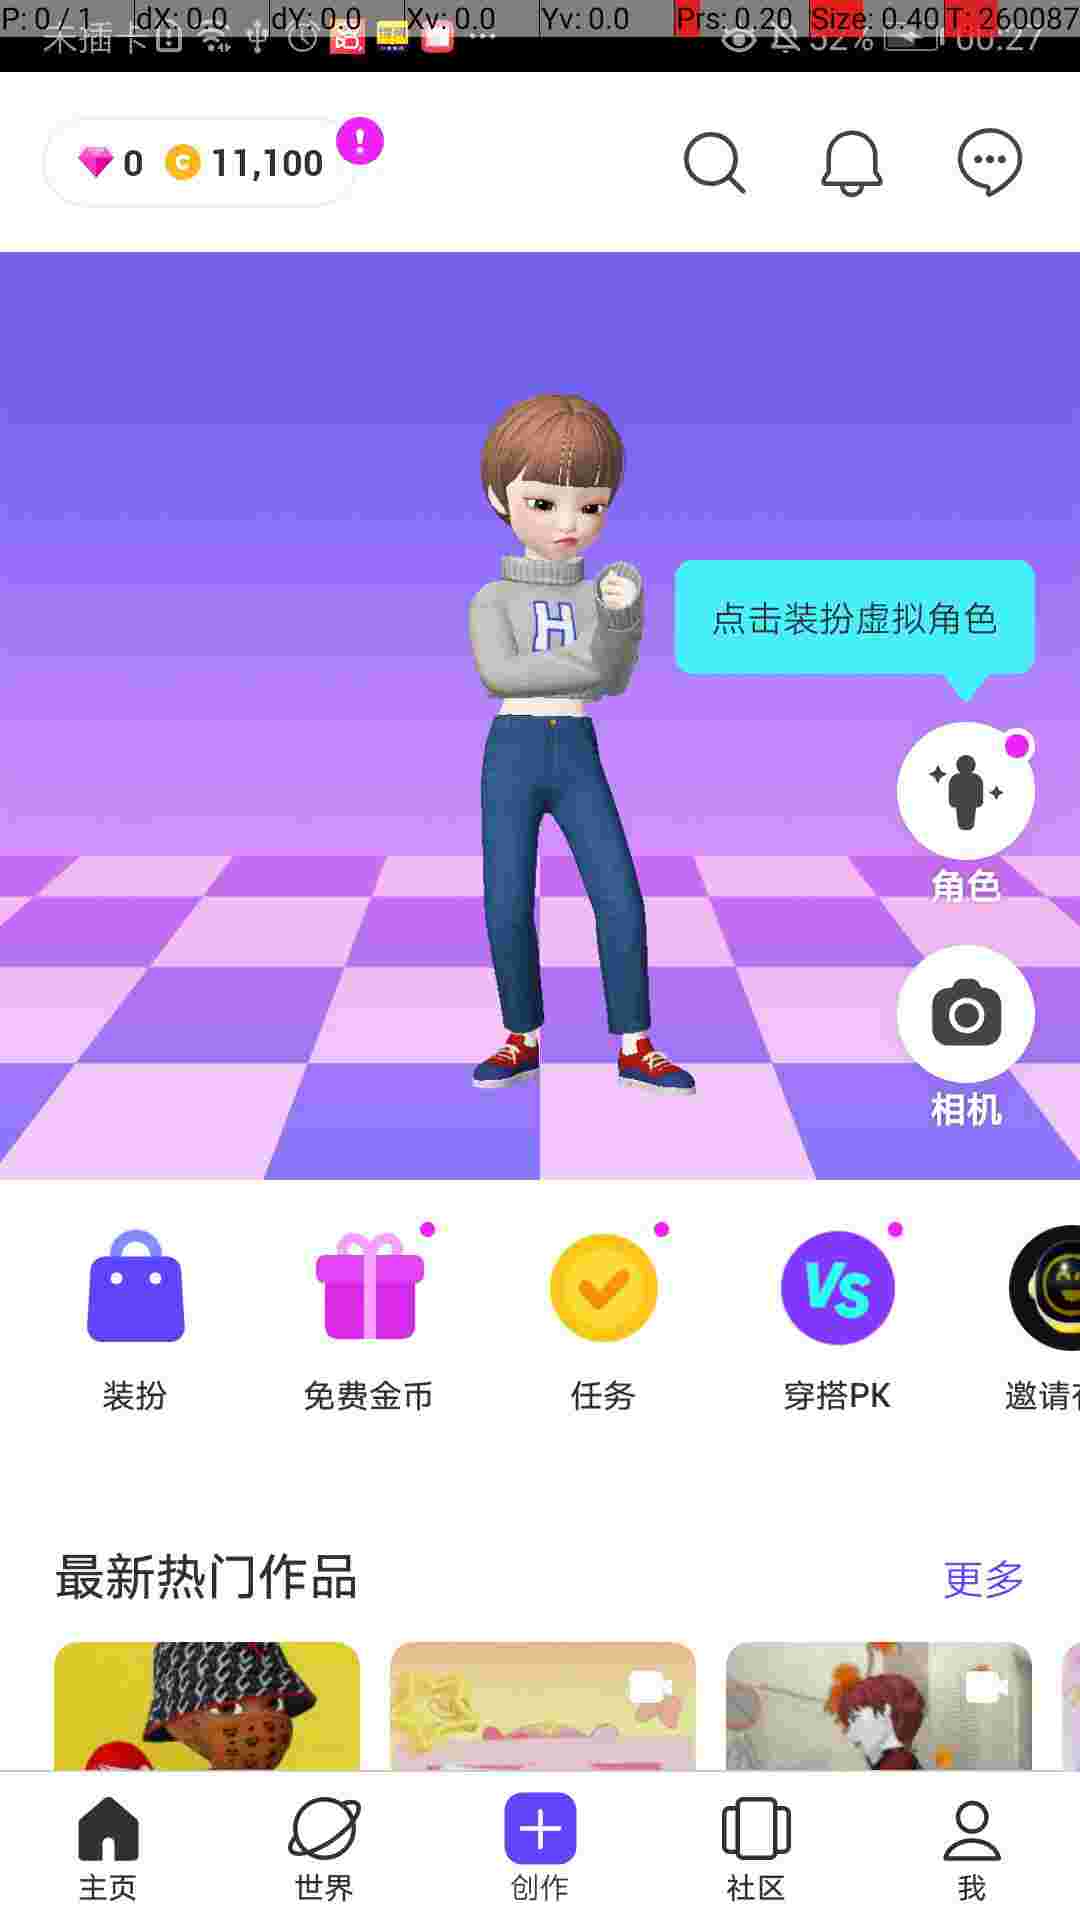 P: 0 / 1 dX: 0.0 dY: 0.0 Xv: 0.0 Yv: 0.0 Prs: 0.20 Size: 0.40 T: 260087
未插卡 52% 00:27
0 C 11,100 !
H
点击装扮虚拟角色
角色
相机
VS
装扮 免费金币 任务 穿搭PK 邀请
最新热门作品 更多
主页 世界 创作 社区 我